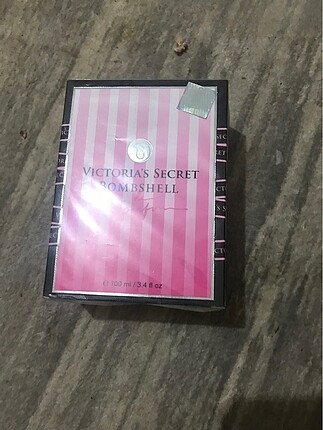 VICTORIA'S SECRET
BOMBSHELL
℮ 100 ml / 3.4 fl oz